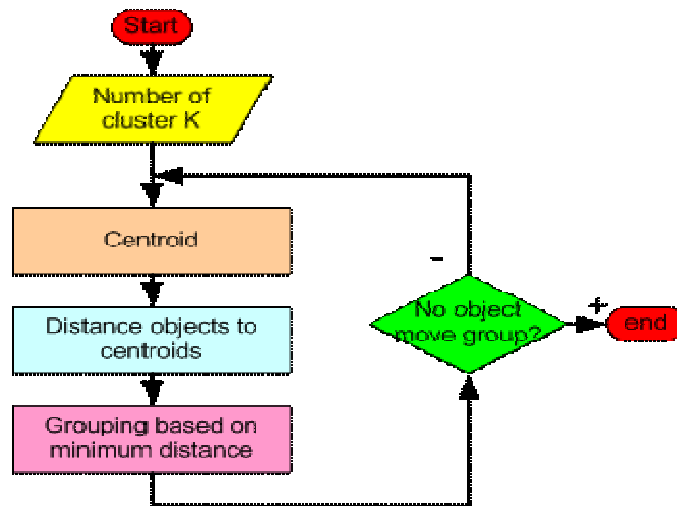 Start
Number of
cluster K
Centroid
Distance objects to
centroids
Grouping based on
minimum distance
-
No object
move group?
+
end